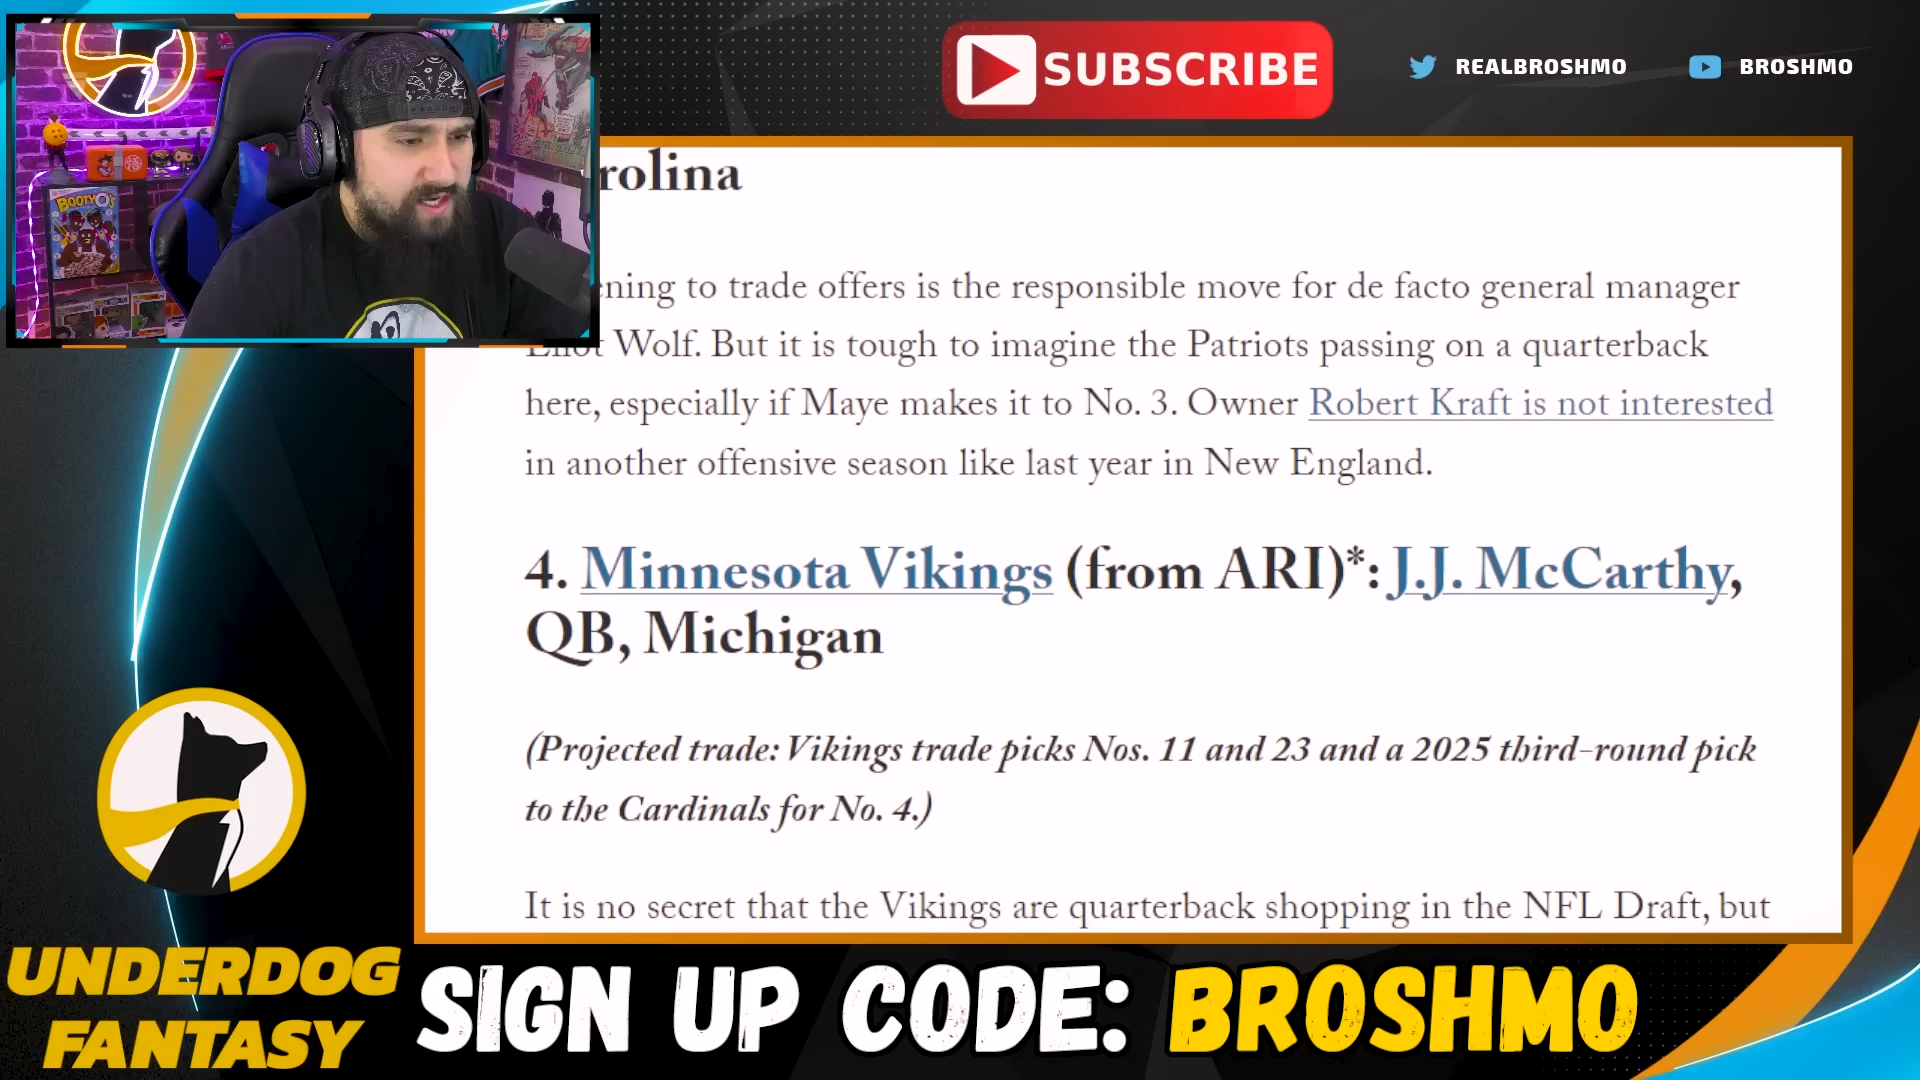 SUBSCRIBE
REALBROSHMO
BROSHMO
BOOTY O's
rolina
ning to trade offers is the responsible move for de facto general manager
Wolf. But it is tough to imagine the Patriots passing on a quarterback
here, especially if Maye makes it to No. 3. Owner Robert Kraft is not interested
in another offensive season like last year in New England.
4. Minnesota Vikings (from ARI)*: J.J. McCarthy,
QB, Michigan
(Projected trade: Vikings trade picks Nos. 11 and 23 and a 2025 third-round pick
to the Cardinals for No. 4.)
It is no secret that the Vikings are quarterback shopping in the NFL Draft, but
UNDERDOG
FANTASY
SIGN UP CODE: BROSHMO